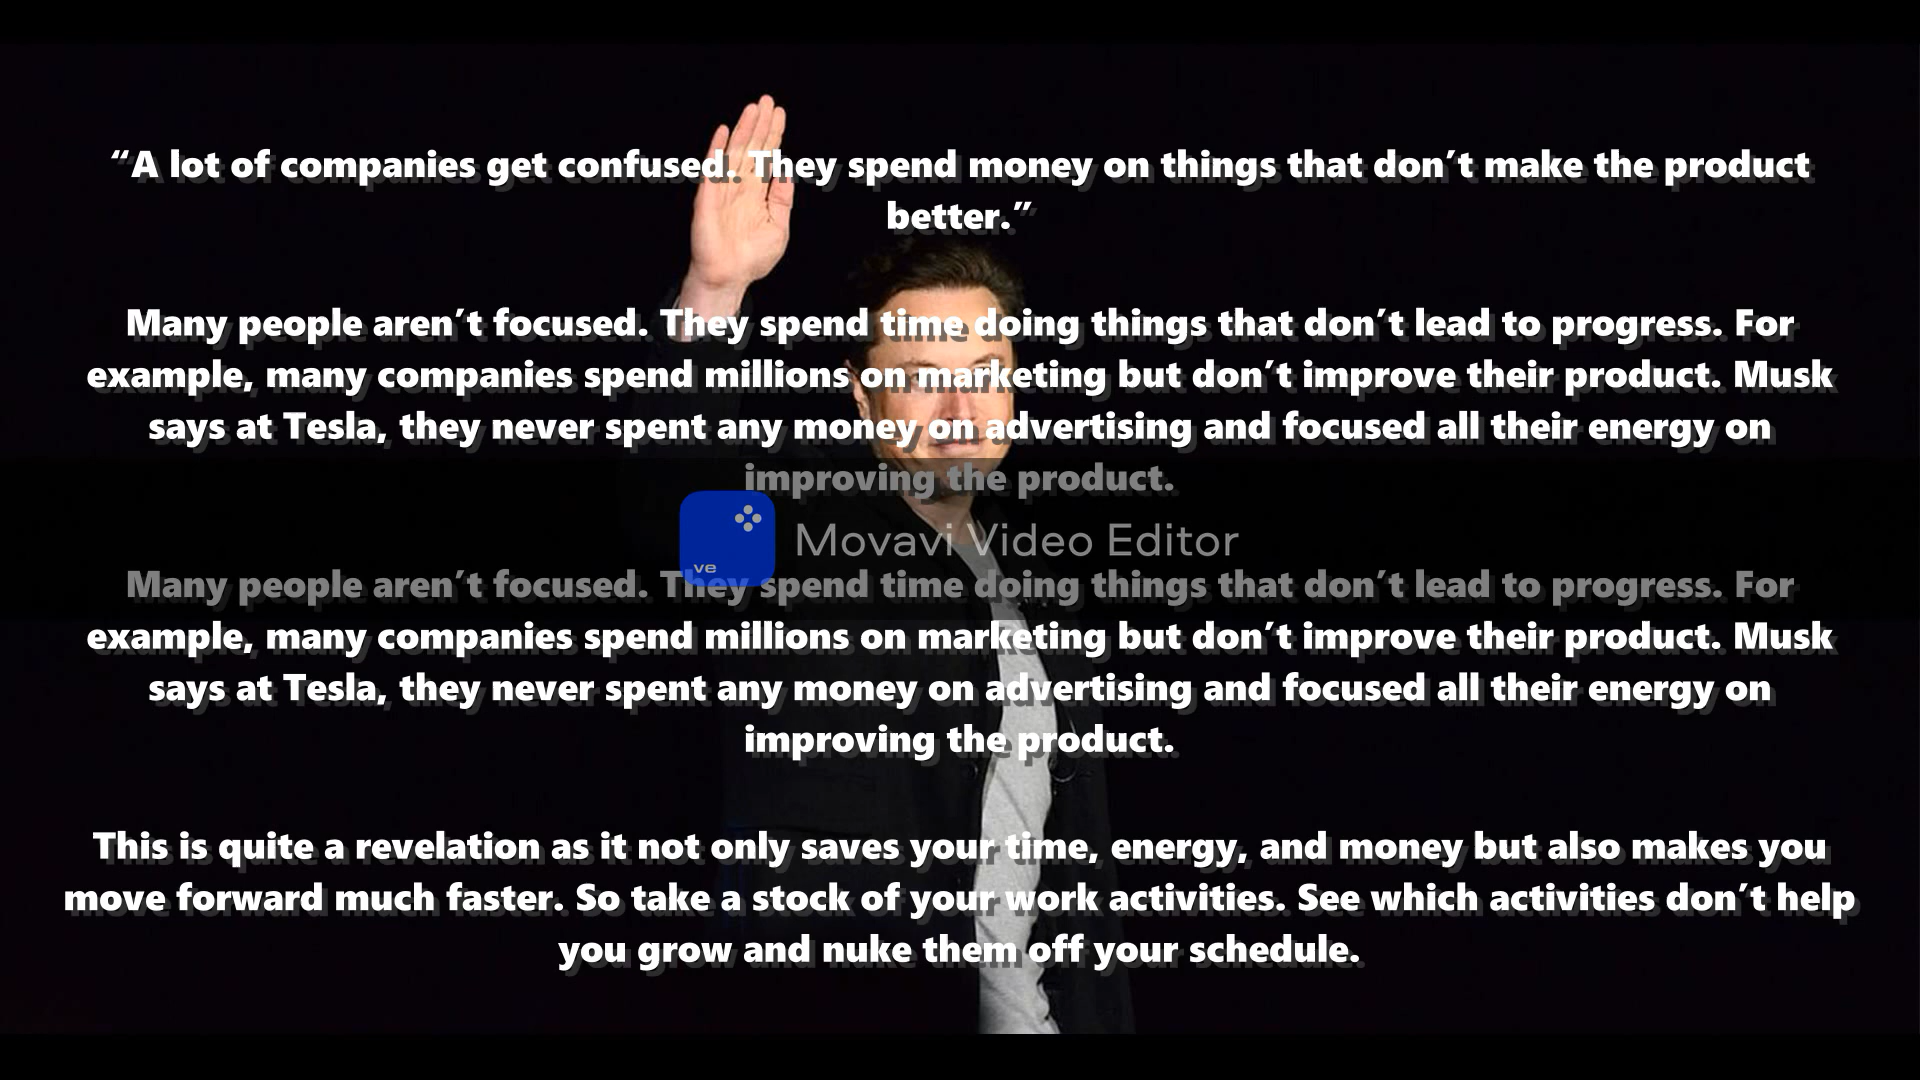 “A lot of companies get confused. They spend money on things that don’t make the product
better.”
Many people aren’t focused. They spend time doing things that don’t lead to progress. For
example, many companies spend millions on marketing but don’t improve their product. Musk
says at Tesla, they never spent any money on advertising and focused all their energy on
improving the product.
Movavi Video Editor
ve
Many people aren’t focused. They spend time doing things that don’t lead to progress. For
example, many companies spend millions on marketing but don’t improve their product. Musk
says at Tesla, they never spent any money on advertising and focused all their energy on
improving the product.
This is quite a revelation as it not only saves your time, energy, and money but also makes you
move forward much faster. So take a stock of your work activities. See which activities don’t help
you grow and nuke them off your schedule.